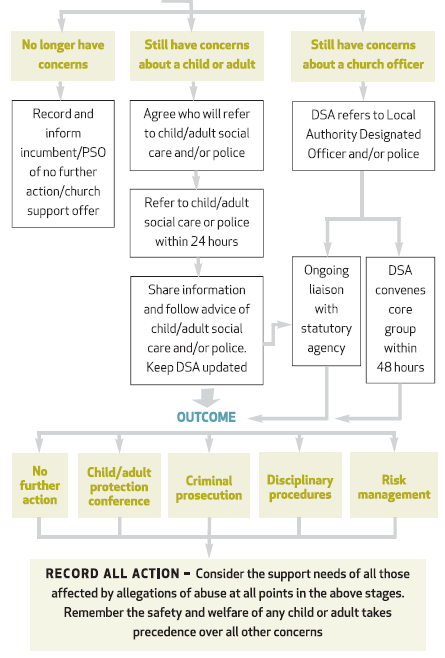 No longer have
concerns
Still have concerns
about a child or adult
Still have concerns
about a church officer
Record and
inform
incumbent/PSO
of no further
action/church
support offer
Agree who will refer
to child/adult social
care and/or police
DSA refers to Local
Authority Designated
Officer and/or police
Refer to child/adult
social care or police
within 24 hours
Share information
and follow advice of
child/adult social
care and/or police.
Keep DSA updated
Ongoing
liaison
with
statutory
agency
DSA
convenes
core
group
within
48 hours
OUTCOME
No
further
action
Child/adult
protection
conference
Criminal
prosecution
Disciplinary
procedures
Risk
management
RECORD ALL ACTION – Consider the support needs of all those
affected by allegations of abuse at all points in the above stages.
Remember the safety and welfare of any child or adult takes
precedence over all other concerns